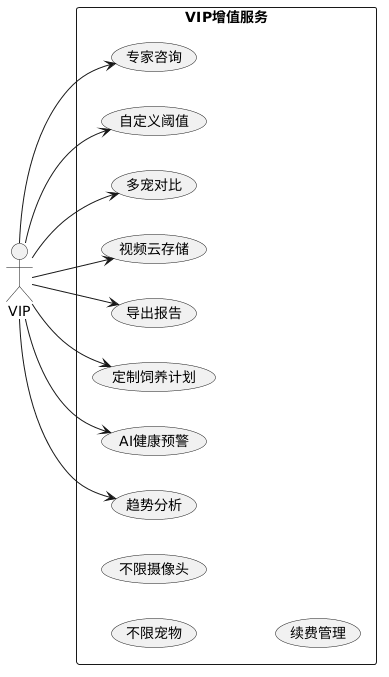 VIP增值服务
专家咨询
自定义阈值
多宠对比
视频云存储
VIP
导出报告
定制饲养计划
AI健康预警
趋势分析
不限摄像头
不限宠物
续费管理